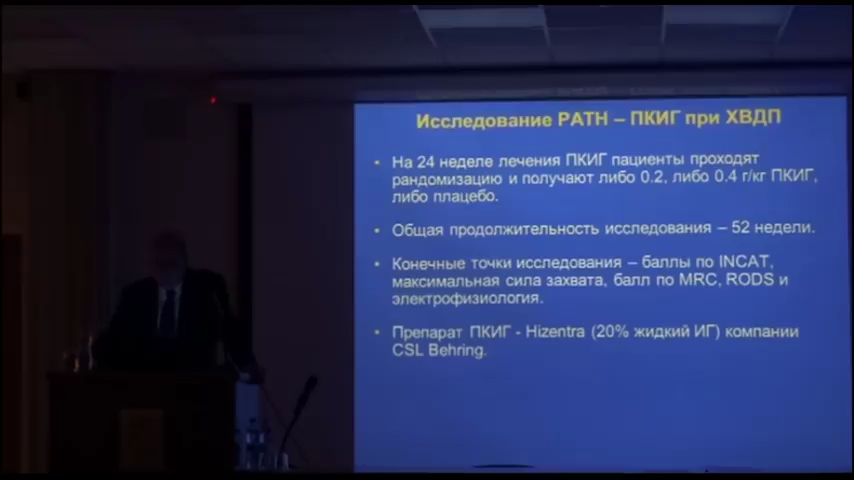 Исследование PATH – ПКИГ при ХВДП
• На 24 неделе лечения ПКИГ пациенты проходят
рандомизацию и получают либо 0.2, либо 0.4 г/кг ПКИГ,
либо плацебо.
• Общая продолжительность исследования – 52 недели.
• Конечные точки исследования – баллы по INCAT,
максимальная сила захвата, балл по MRC, RODS и
электрофизиология.
• Препарат ПКИГ - Hizentra (20% жидкий ИГ) компании
CSL Behring.